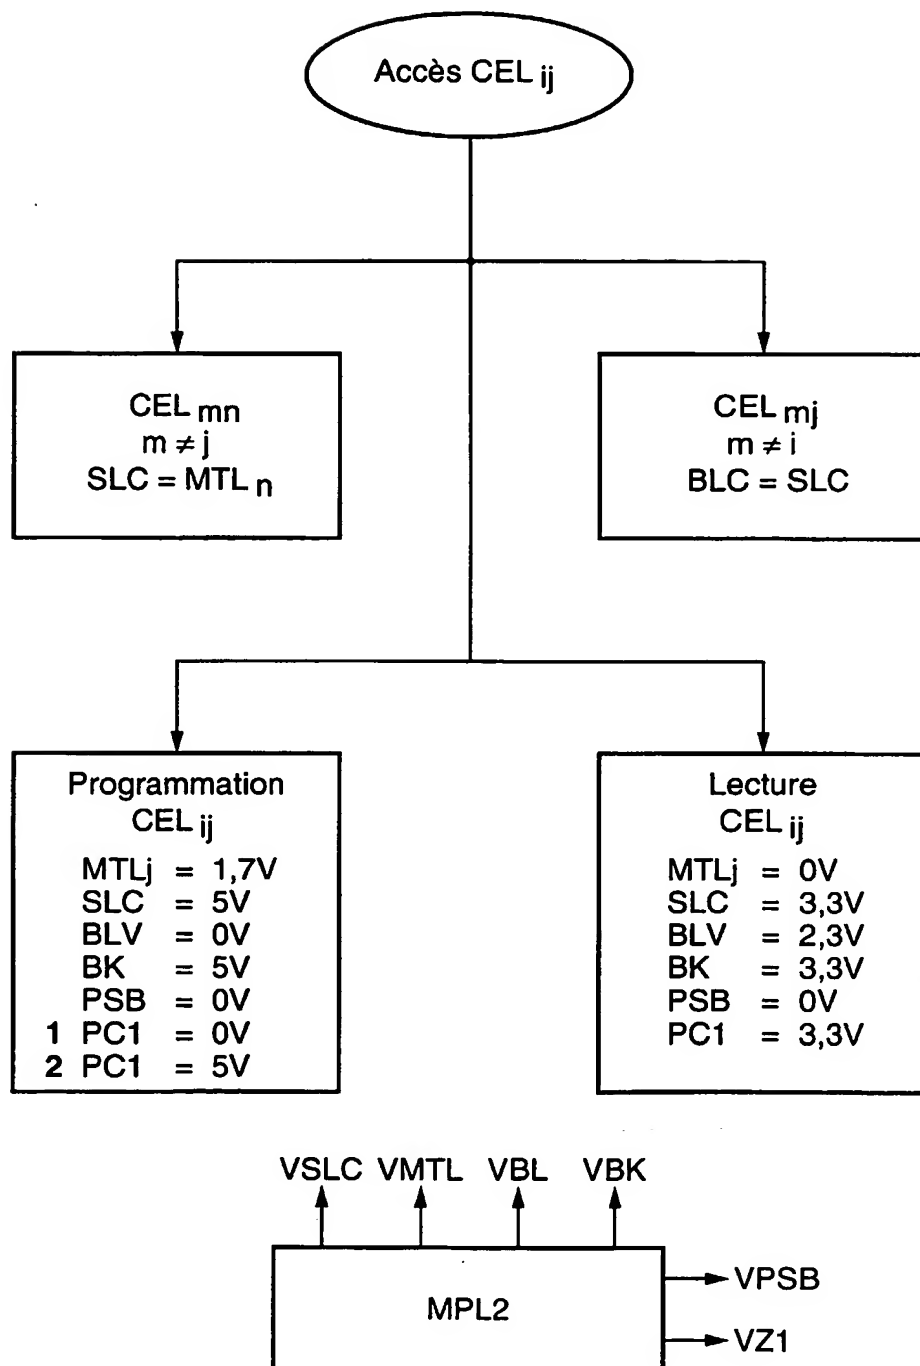 Accès CEL ij
CEL mn
m ≠ j
SLC = MTL n
CEL mj
m ≠ i
BLC = SLC
Programmation
CEL ij
MTLj = 1,7V
SLC = 5V
BLV = 0V
BK = 5V
PSB = 0V
1 PC1 = 0V
2 PC1 = 5V
Lecture
CEL ij
MTLj = 0V
SLC = 3,3V
BLV = 2,3V
BK = 3,3V
PSB = 0V
PC1 = 3,3V
VSLC VMTL VBL VBK
VPSB
MPL2
VZ1